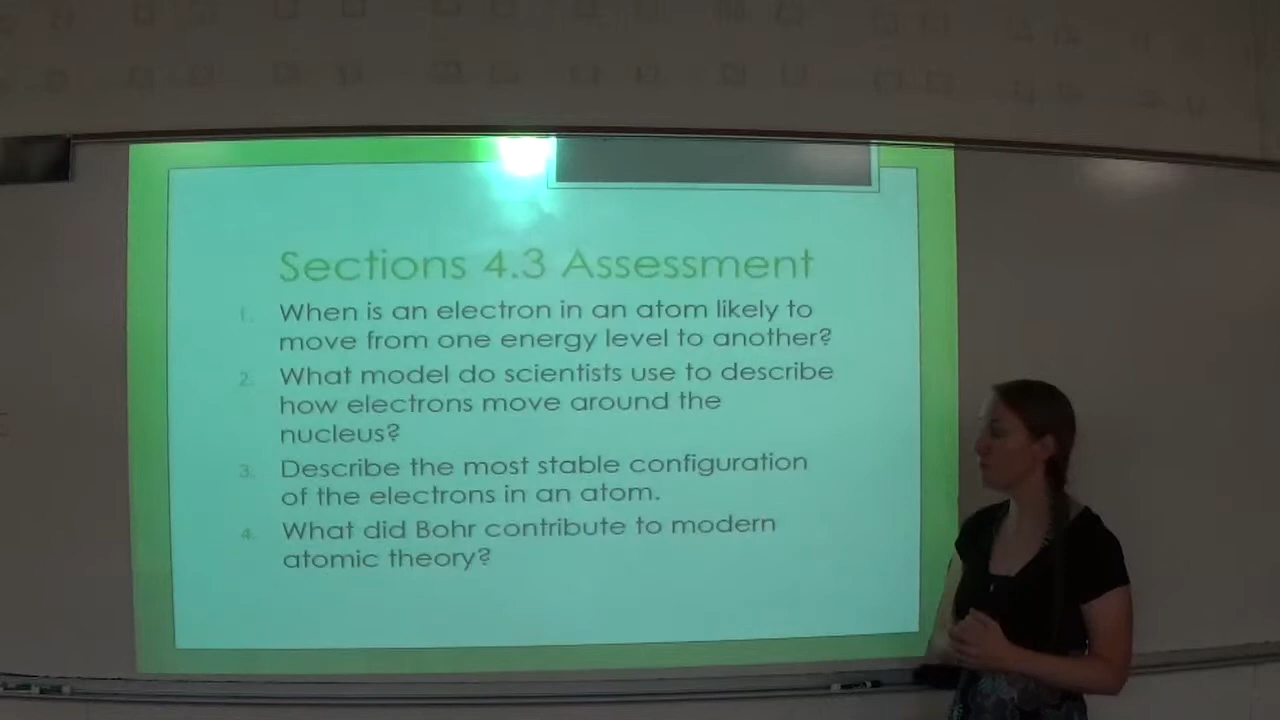 Sections 4.3 Assessment
1. When is an electron in an atom likely to
move from one energy level to another?
2. What model do scientists use to describe
how electrons move around the
nucleus?
3. Describe the most stable configuration
of the electrons in an atom.
4. What did Bohr contribute to modern
atomic theory?